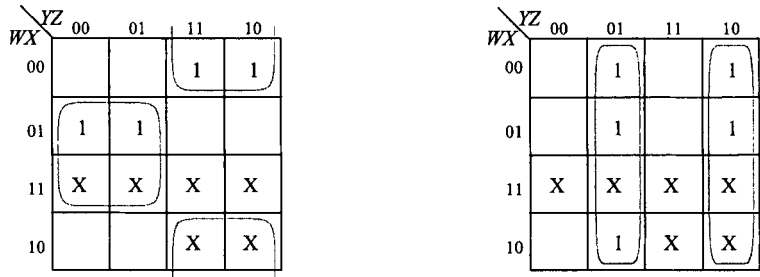 YZ
WX 00 01 11 10
00 1 1
01 1 1
11 X X X X
10 X X
YZ
WX 00 01 11 10
00 1 1
01 1 1
11 X X X X
10 1 X X